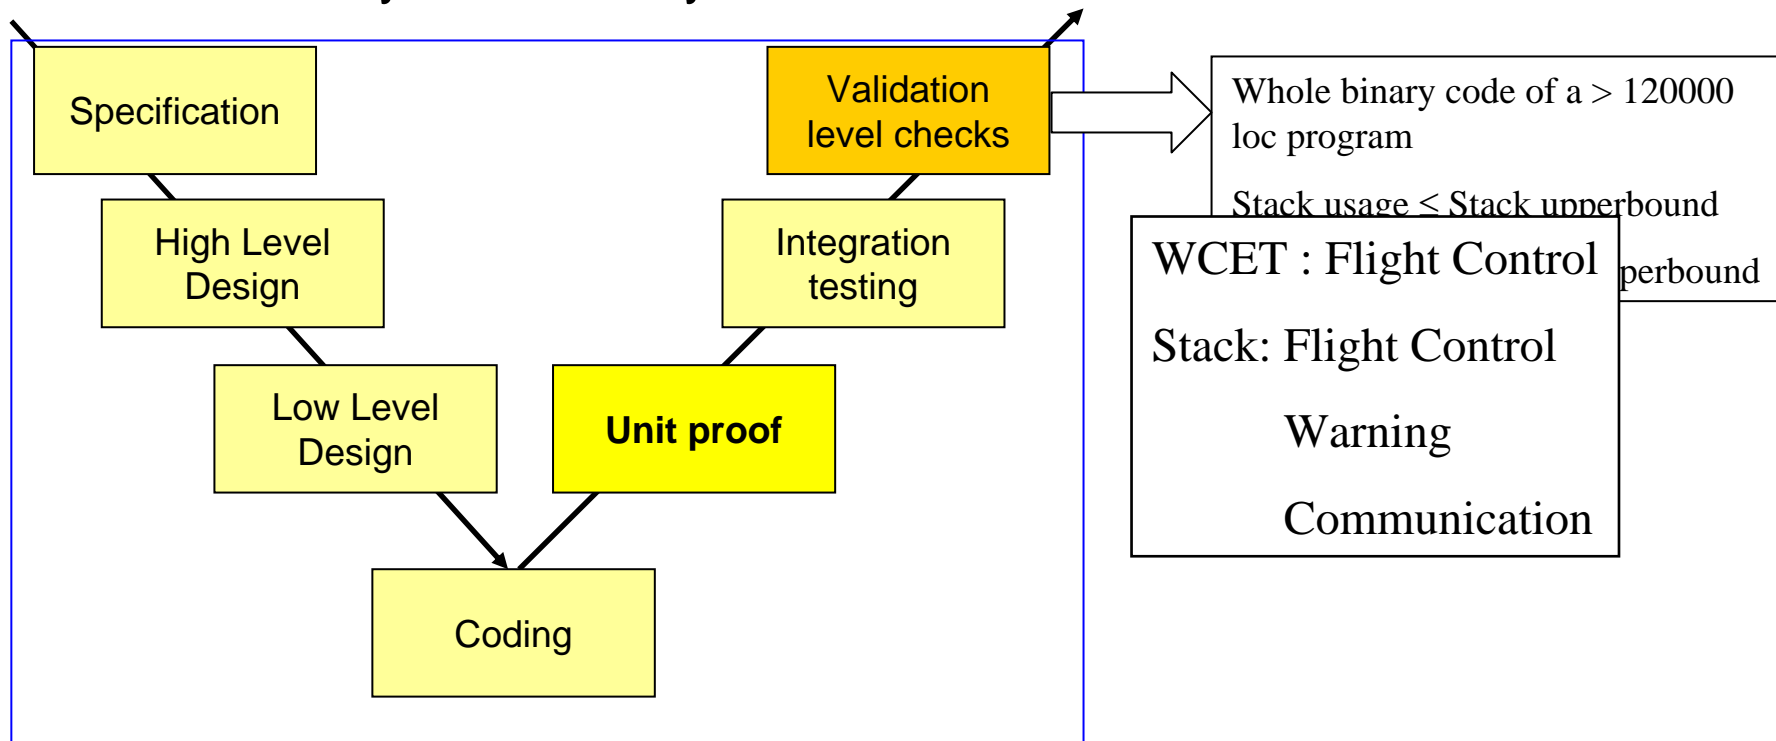 Specification
High Level
Design
Low Level
Design
Coding
Unit proof
Integration
testing
Validation
level checks
Whole binary code of a > 120000
loc program
Stack usage ≤ Stack upperbound
perbound
WCET : Flight Control
Stack: Flight Control
Warning
Communication